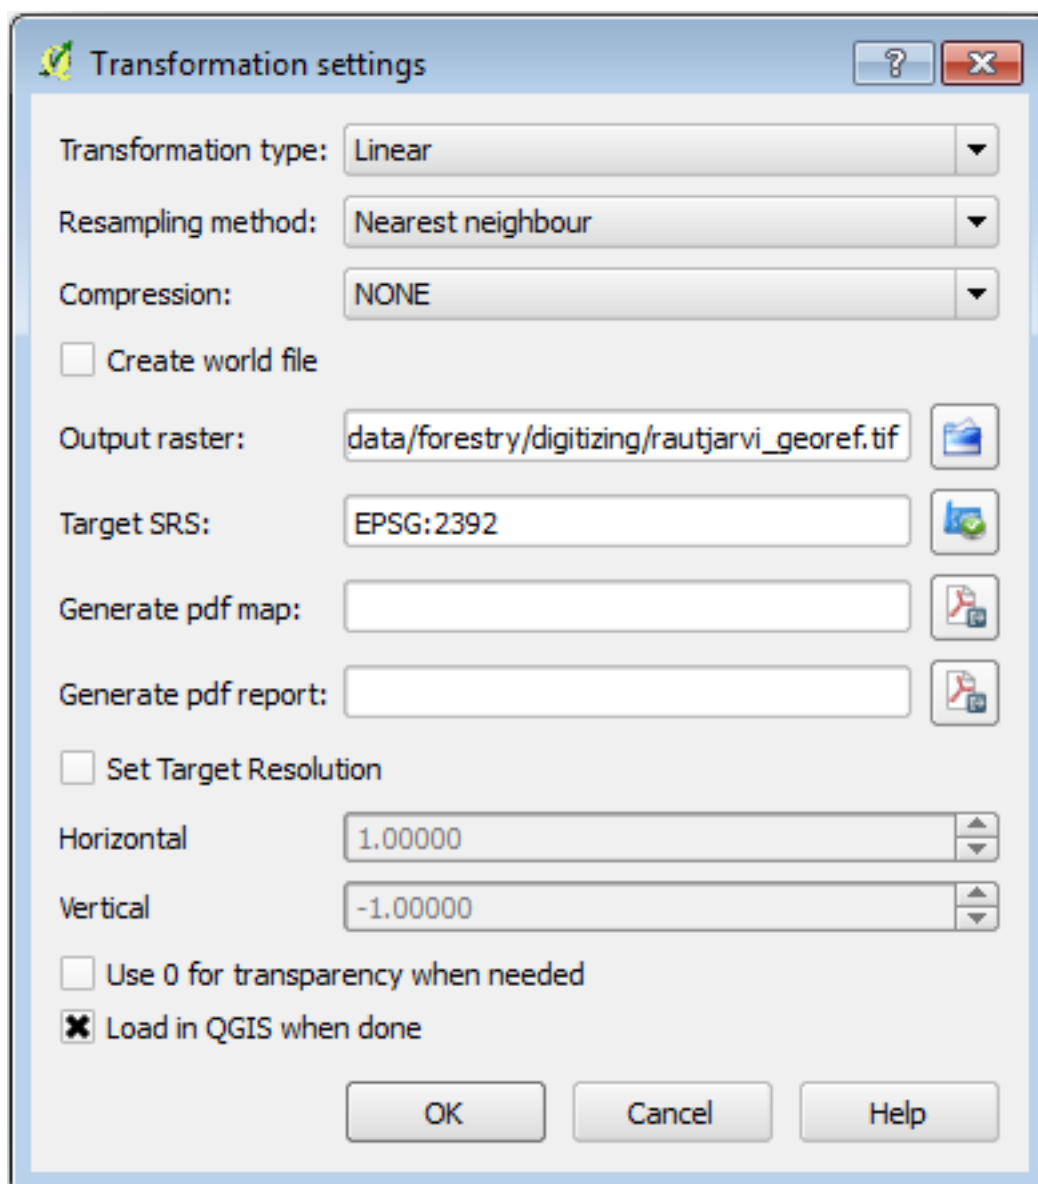 Transformation settings
Transformation type: Linear
Resampling method: Nearest neighbour
Compression: NONE
Create world file
Output raster: data/forestry/digitizing/rautjarvi_georef.tif
Target SRS: EPSG:2392
Generate pdf map:
Generate pdf report:
Set Target Resolution
Horizontal 1.00000
Vertical -1.00000
Use 0 for transparency when needed
Load in QGIS when done
OK Cancel Help